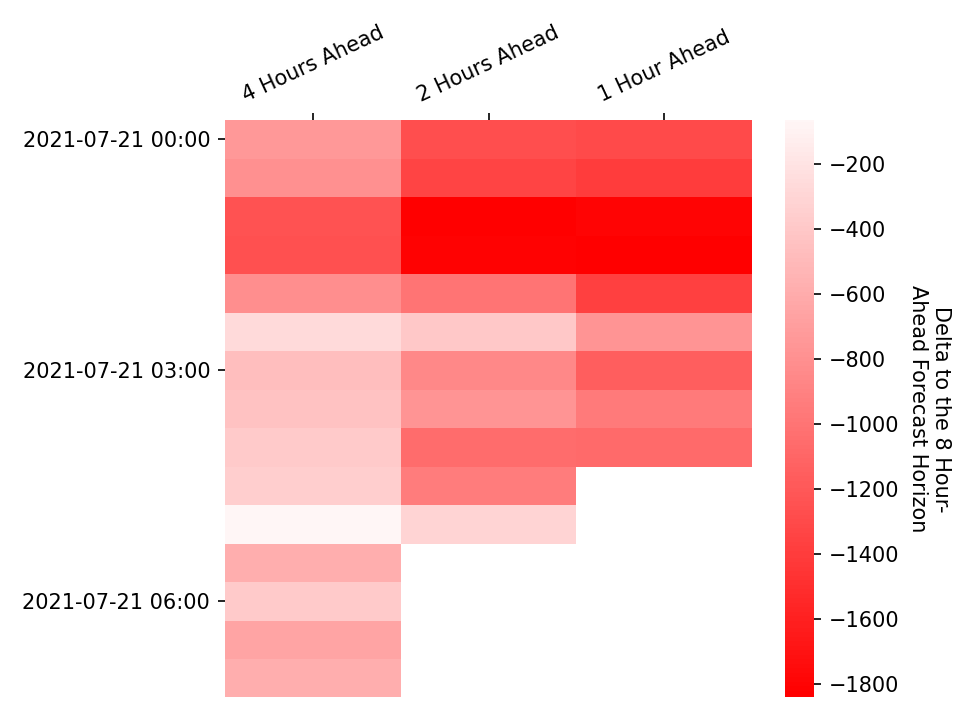 4 Hours Ahead
2 Hours Ahead
1 Hour Ahead
2021-07-21 00:00
2021-07-21 03:00
2021-07-21 06:00
−200
−400
−600
−800
−1000
−1200
−1400
−1600
−1800
Delta to the 8 Hour-
Ahead Forecast Horizon